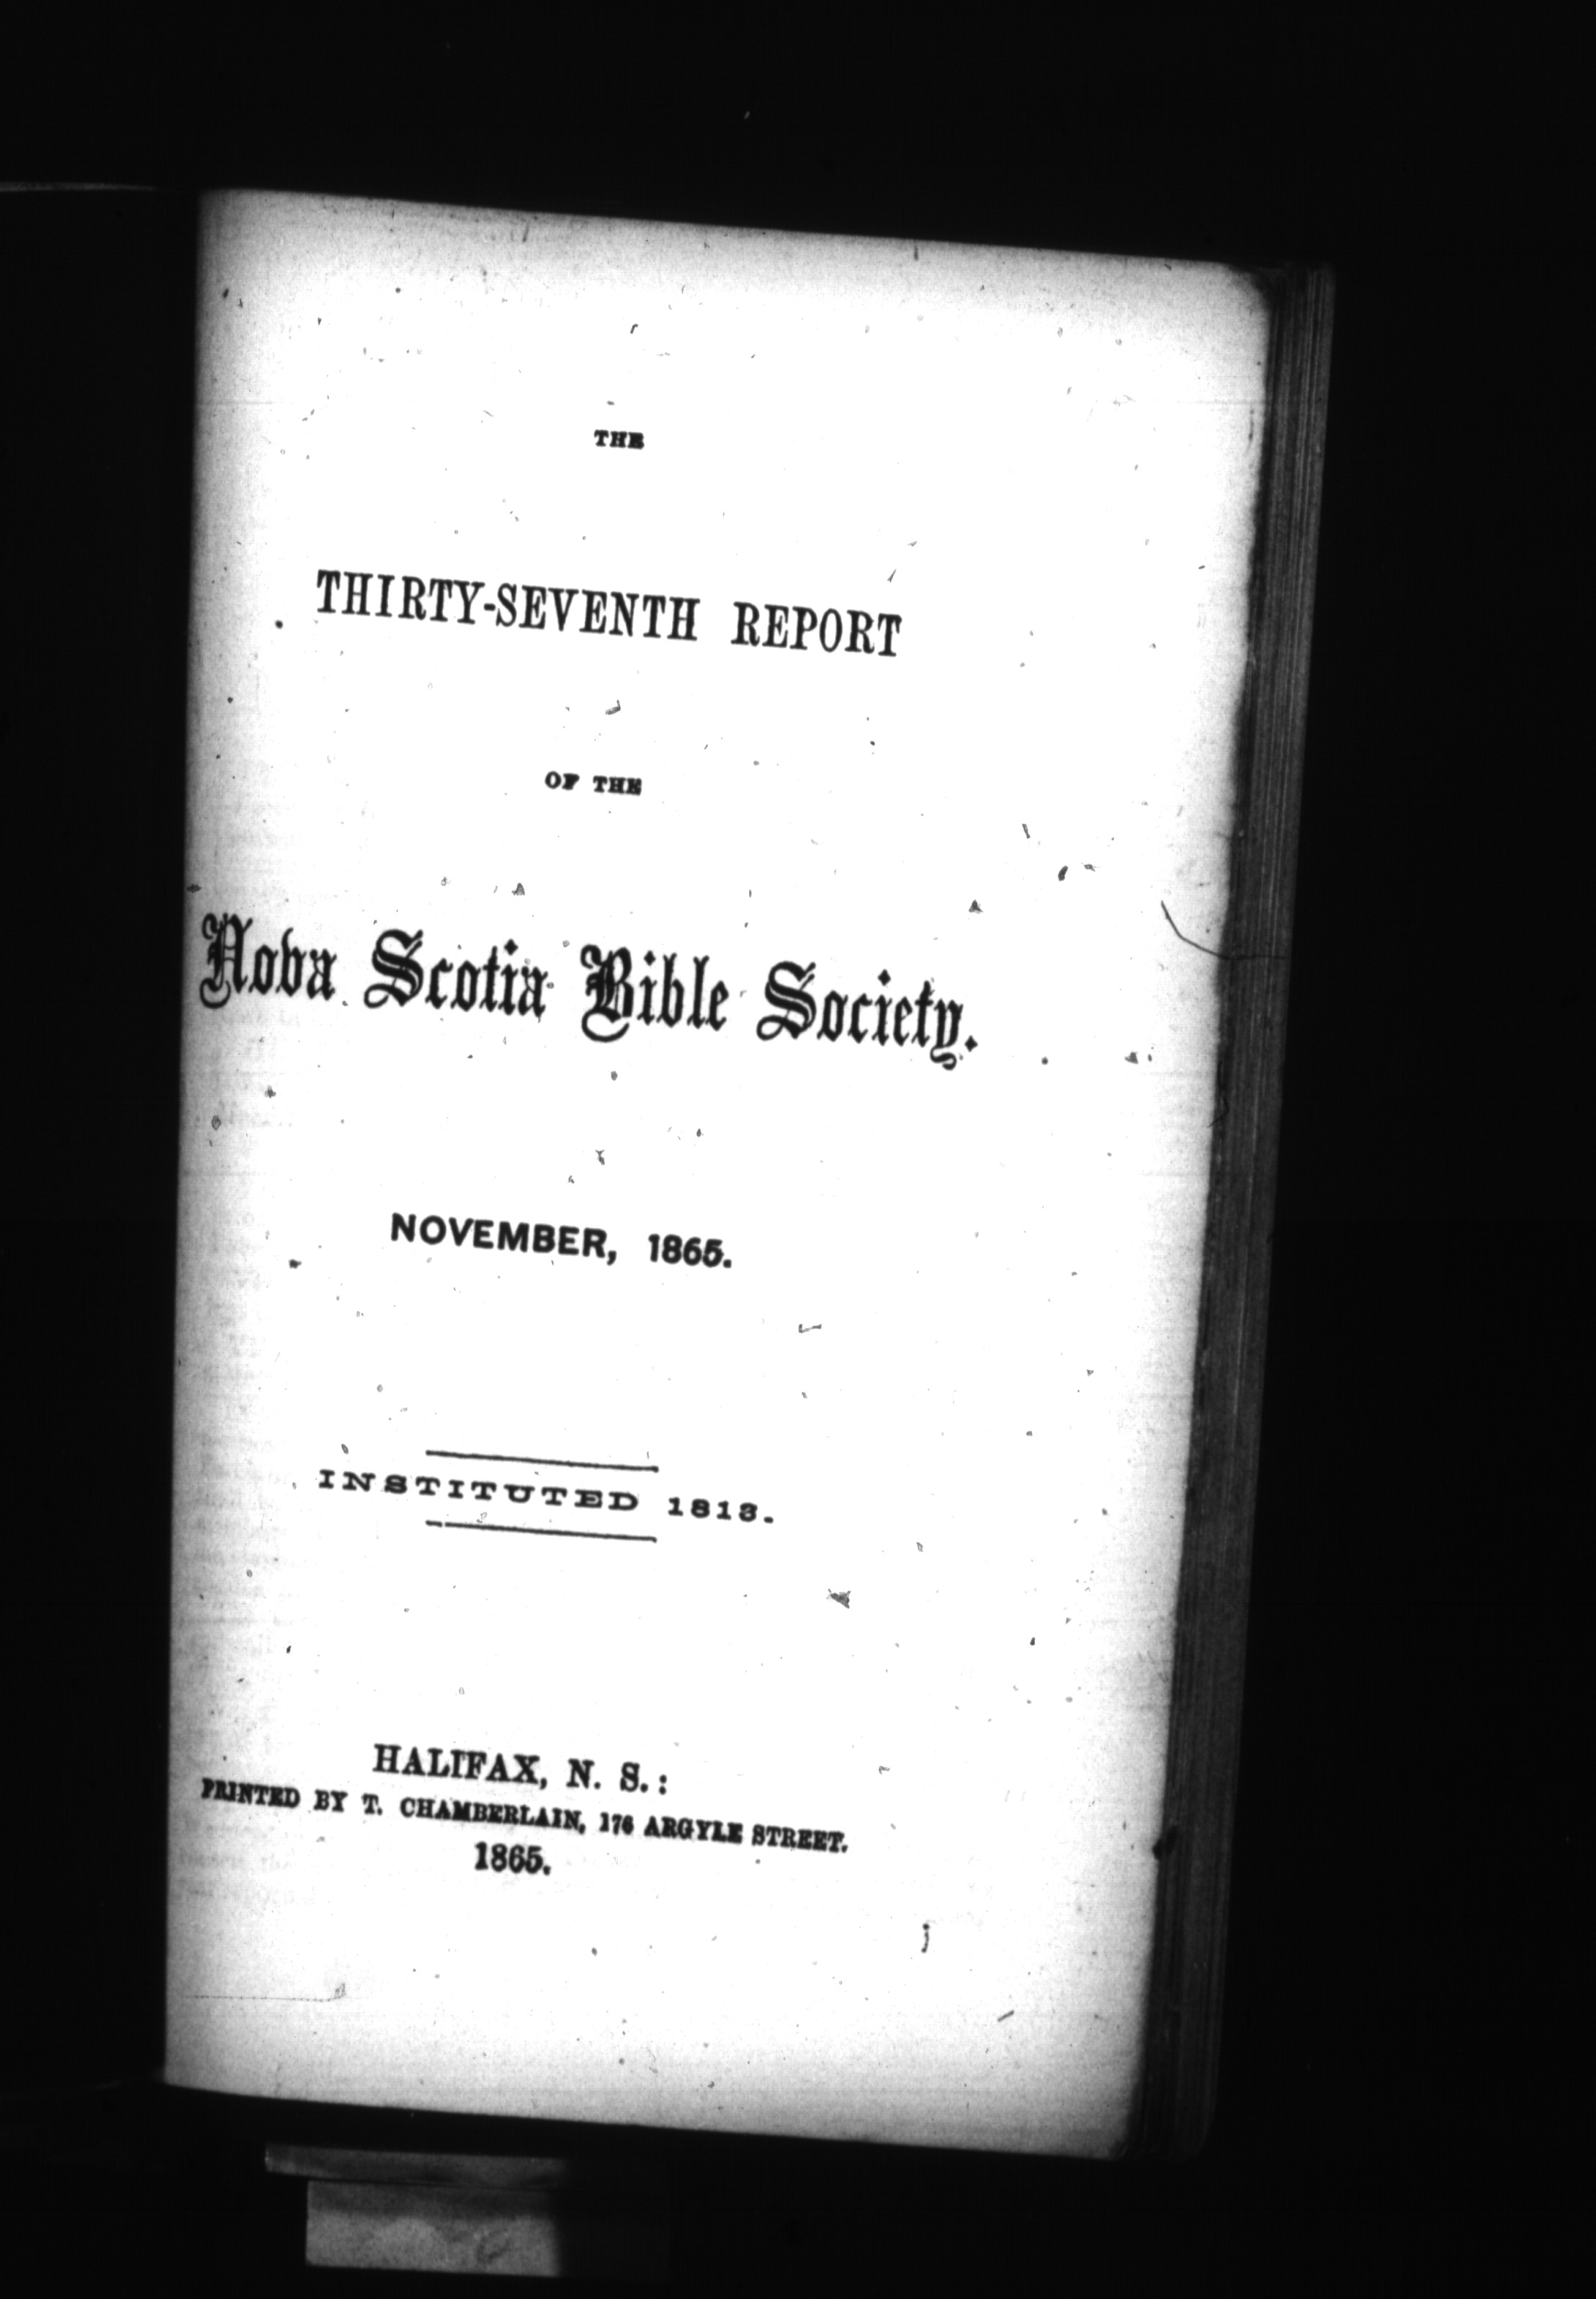 THE
THIRTY-SEVENTH REPORT
OF THE
Nova Scotia Bible Society.
NOVEMBER, 1865.
INSTITUTED 1813.
HALIFAX, N. S.:
PRINTED BY T. CHAMBERLAIN, 176 ARGYLE STREET.
1865.